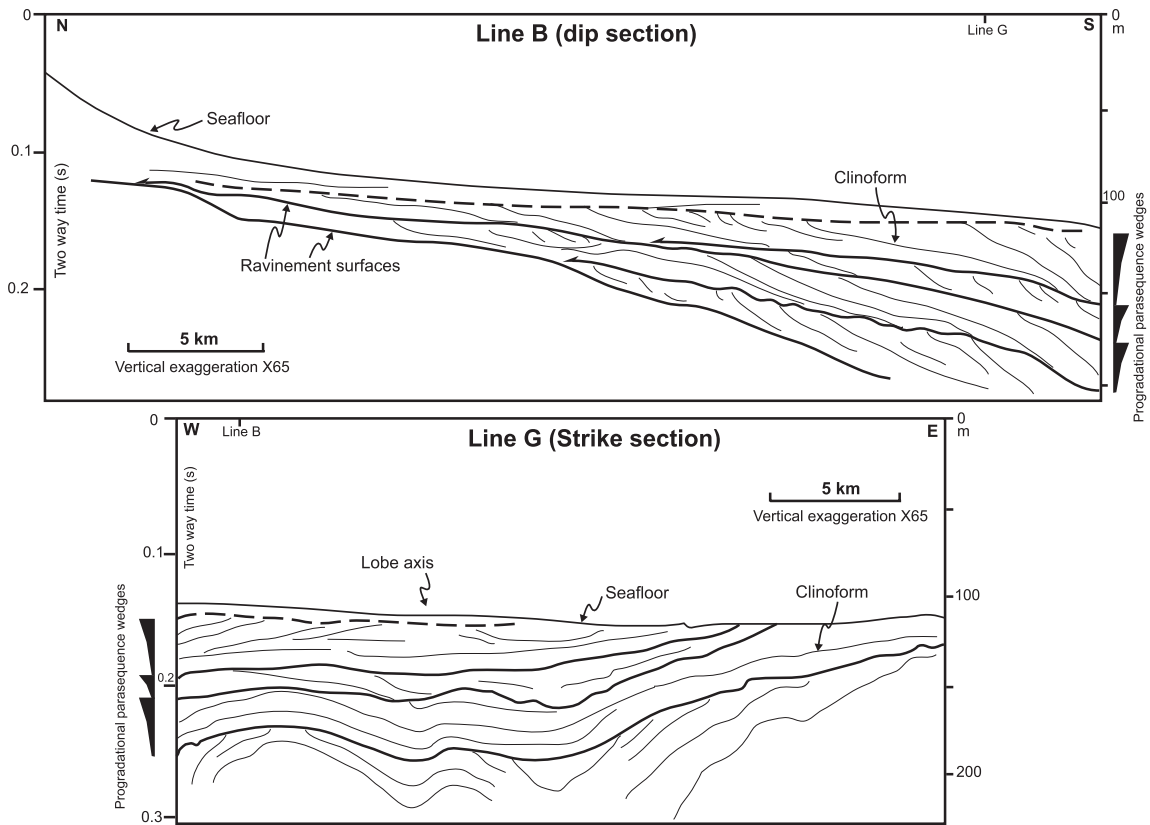 0
N
Line B (dip section)
Line G
S
0
m
Seafloor
0.1
Two way time (s)
Clinoform
100
Ravinement surfaces
0.2
5 km
Vertical exaggeration X65
Progradational parasequence wedges
0
W
Line B
Line G (Strike section)
E
0
m
Two way time (s)
5 km
Vertical exaggeration X65
0.1
Lobe axis
Seafloor
Clinoform
100
Progradational parasequence wedges
0.2
200
0.3